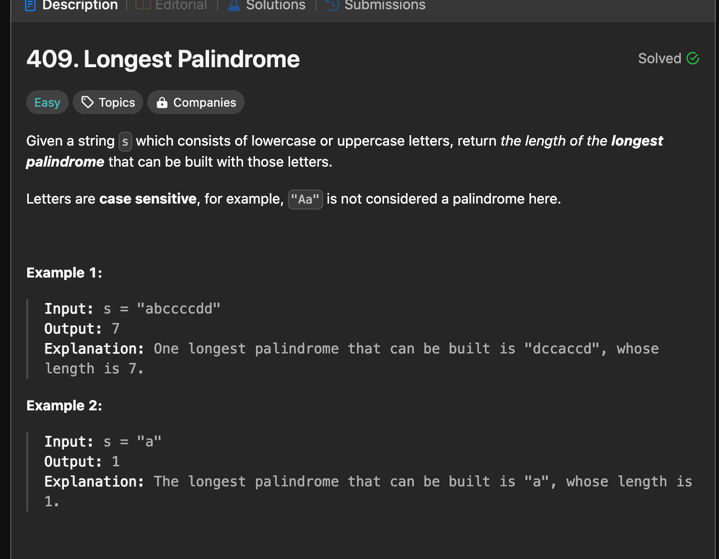 Description | Editorial | Solutions | Submissions
409. Longest Palindrome
Solved
Easy Topics Companies
Given a string s which consists of lowercase or uppercase letters, return the length of the longest
palindrome that can be built with those letters.
Letters are case sensitive, for example, "Aa" is not considered a palindrome here.
Example 1:
Input: s = "abccccdd"
Output: 7
Explanation: One longest palindrome that can be built is "dccaccd", whose
length is 7.
Example 2:
Input: s = "a"
Output: 1
Explanation: The longest palindrome that can be built is "a", whose length is
1.